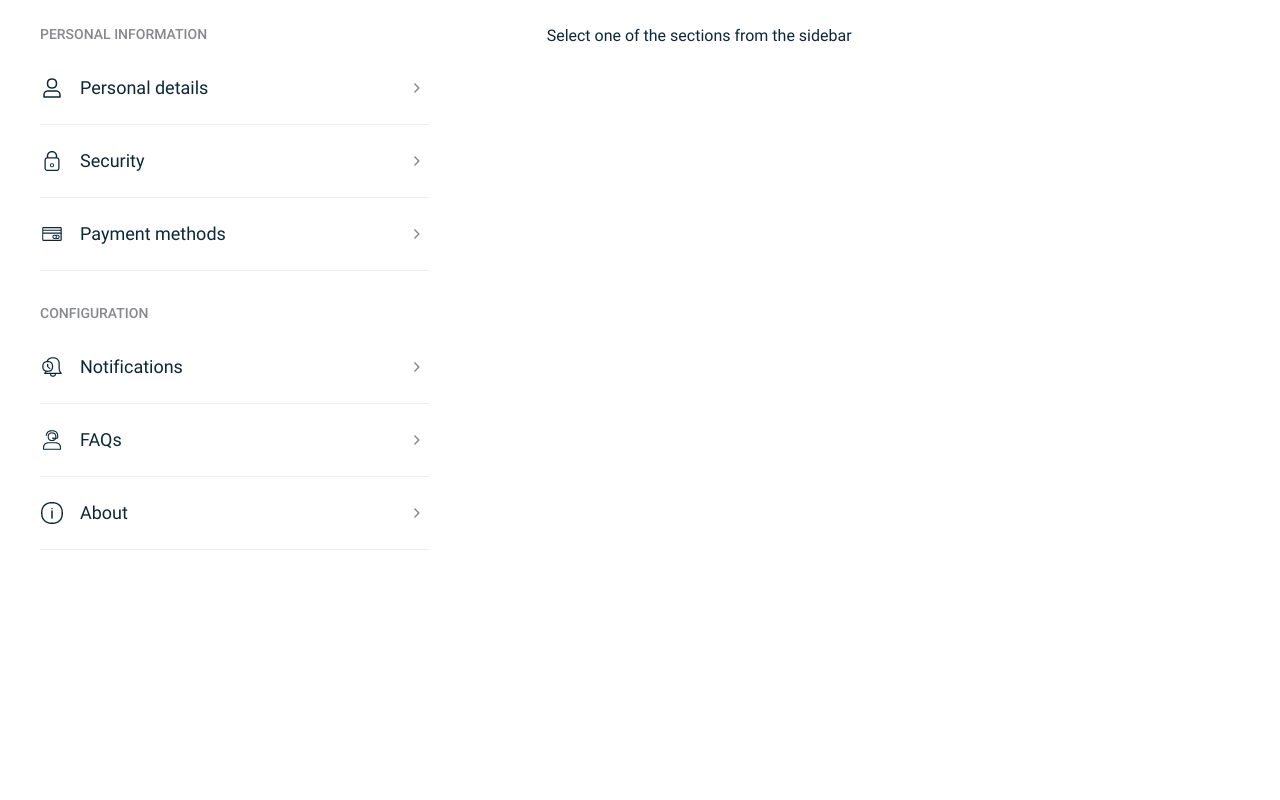 PERSONAL INFORMATION
Personal details
Security
Payment methods
CONFIGURATION
Notifications
FAQs
About
Select one of the sections from the sidebar